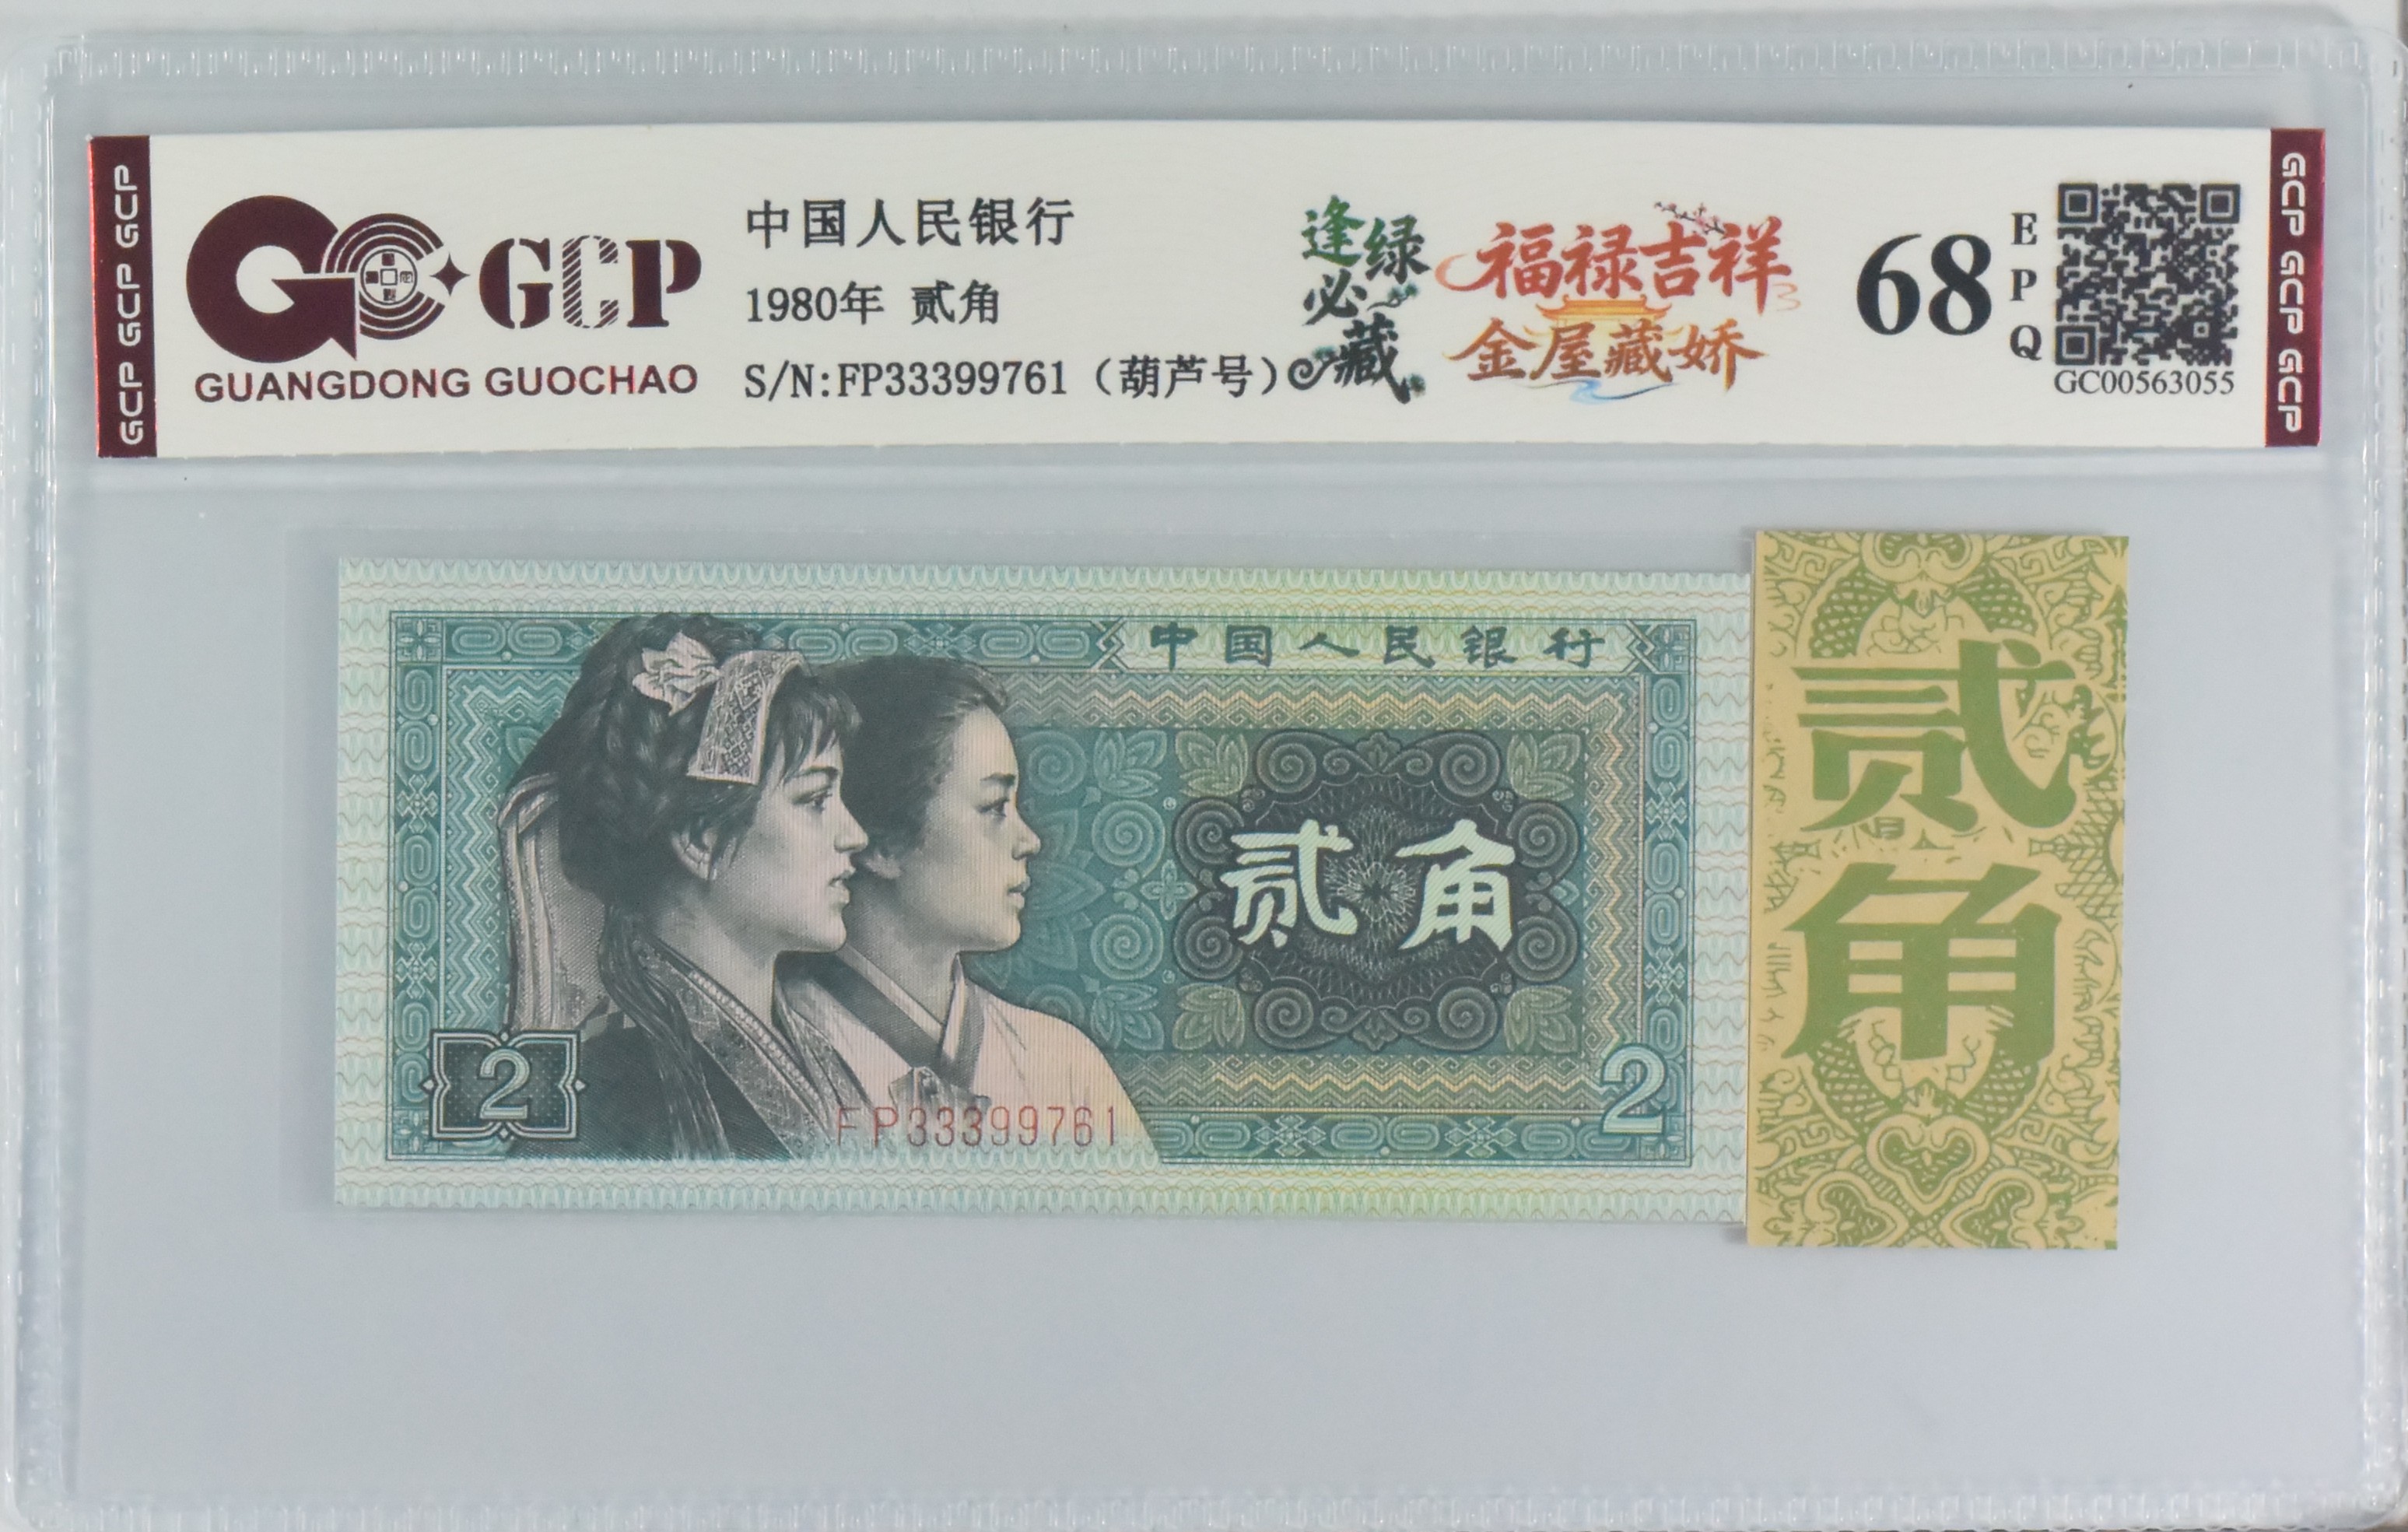 GCP GCP GCP
GCP
GUANGDONG GUOCHAO
中国人民银行
1980年 贰角
S/N:FP33399761（葫芦号）
逢绿必藏
福禄吉祥
金屋藏娇
68
EPQ
GC00563055
GCP GCP GCP
中国人民银行
贰角
2
FP33399761
2
贰角